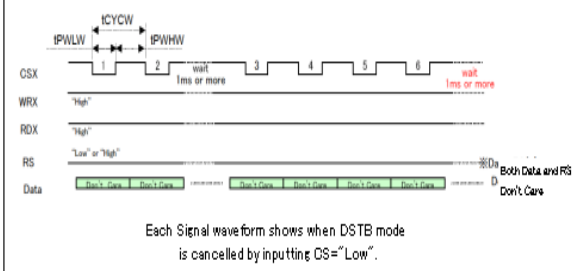 tCYCW
tPWLW tPWHW
CSX 1 2 wait 3 4 5 6 wait
1ms or more 1ms or more
WRX "High"
RDX "High"
RS "Low" or "High" ※Da Both Data and RS
Data Don't Care Don't Care Don't Care Don't Care Don't Care Don't Care D Don't Care
Each Signal waveform shows when DSTB mode
is cancelled by inputting CS="Low".